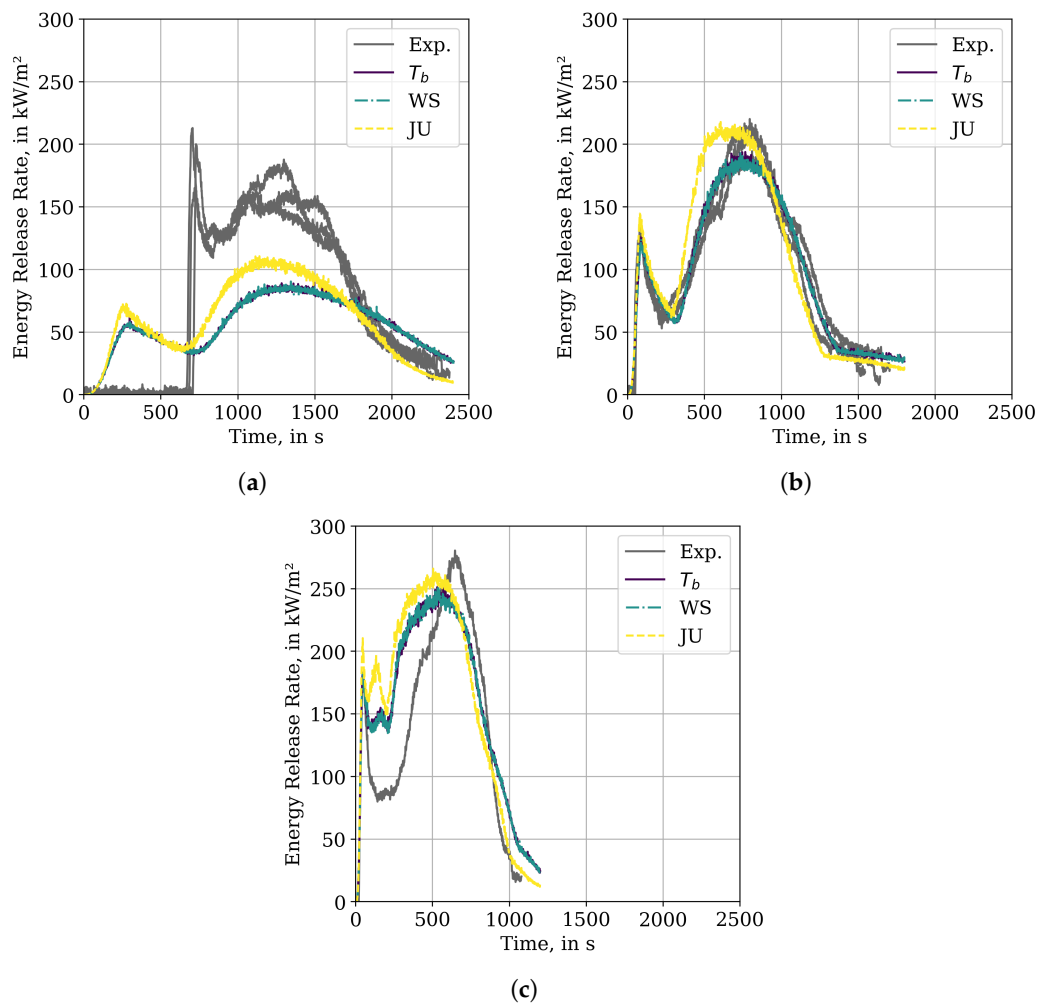 300
250
200
150
100
50
0
Energy Release Rate, in kW/m²
0 500 1000 1500 2000 2500
Time, in s
Exp.
T_b
WS
JU
(a)
300
250
200
150
100
50
0
Energy Release Rate, in kW/m²
0 500 1000 1500 2000 2500 3000
Time, in s
Exp.
T_b
WS
JU
(b)
300
250
200
150
100
50
0
Energy Release Rate, in kW/m²
0 500 1000 1500 2000 2500
Time, in s
Exp.
T_b
WS
JU
(c)